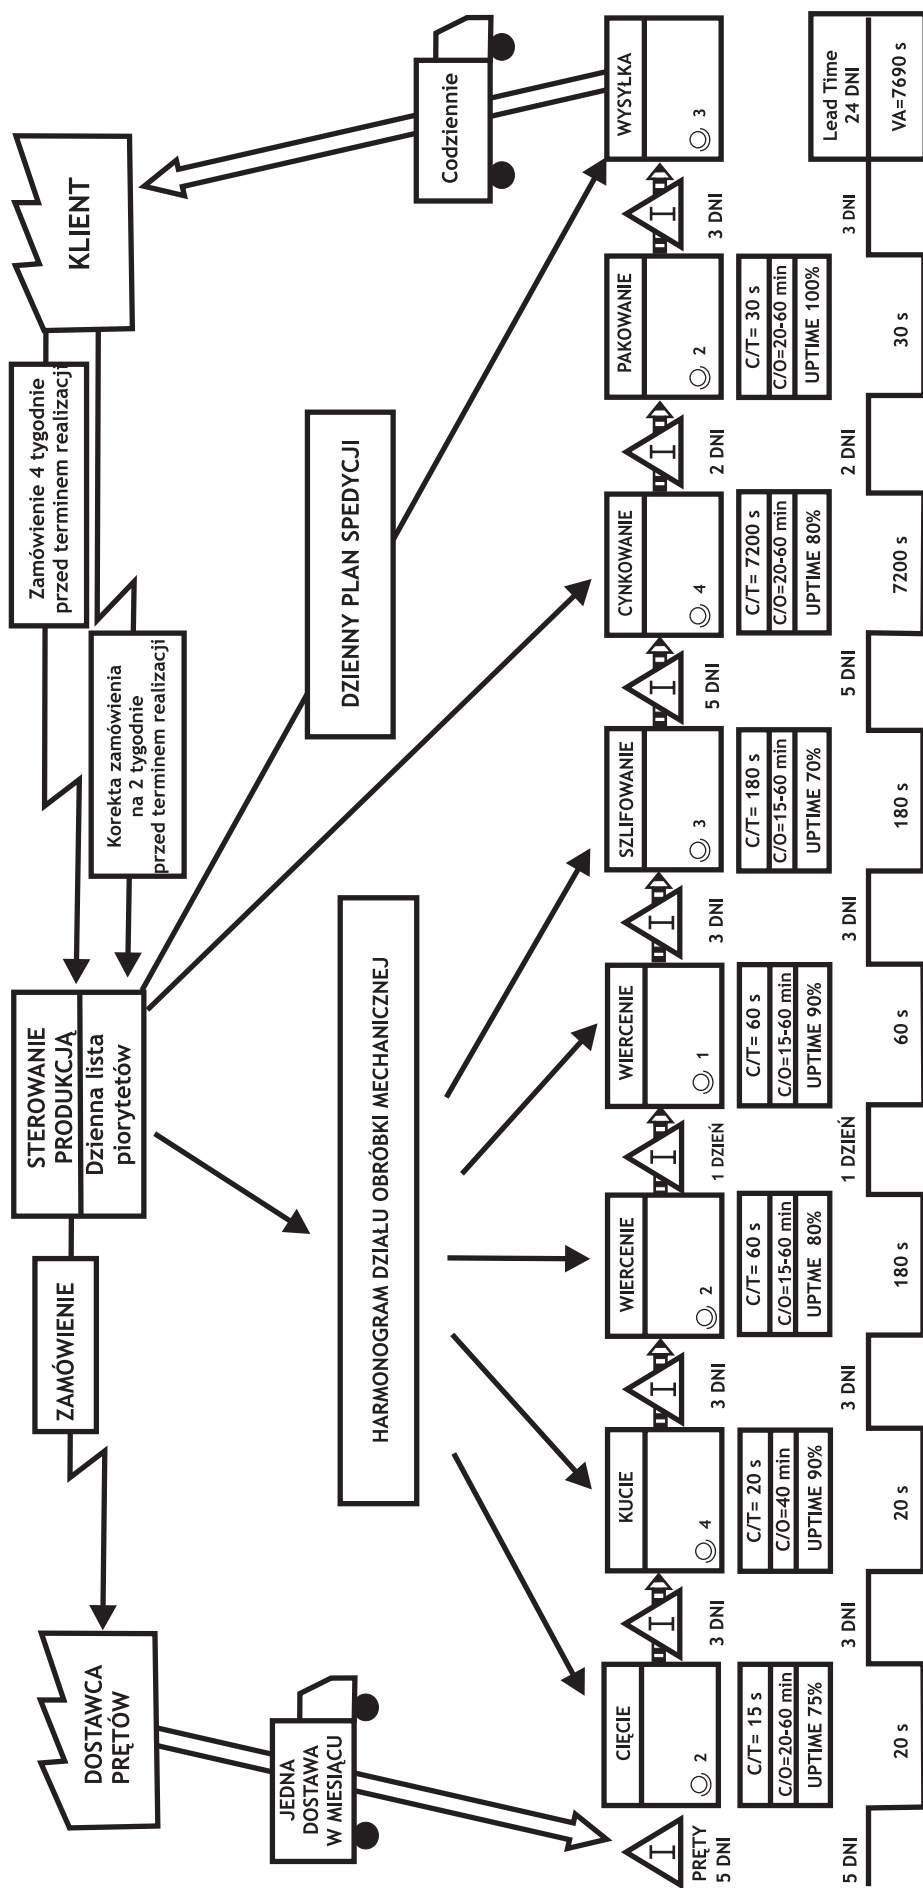 DOSTAWCA
PRĘTÓW
ZAMÓWIENIE
STEROWANIE
PRODUKCJĄ
Dzienna lista
piorytetów
Zamówienie 4 tygodnie
przed terminem realizacji
Korekta zamówienia
na 2 tygodnie
przed terminem realizacji
KLIENT
JEDNA
DOSTAWA
W MIESIĄCU
HARMONOGRAM DZIAŁU OBRÓBKI MECHANICZNEJ
DZIENNY PLAN SPEDYCJI
Codziennie
I
PRĘTY
5 DNI
CIĘCIE
2
C/T= 15 s
C/O=20-60 min
UPTIME 75%
I
3 DNI
KUCIE
4
C/T= 20 s
C/O=40 min
UPTIME 90%
I
3 DNI
WIERCENIE
2
C/T= 60 s
C/O=15-60 min
UPTME 80%
I
1 DZIEŃ
WIERCENIE
1
C/T= 60 s
C/O=15-60 min
UPTIME 90%
I
3 DNI
SZLIFOWANIE
3
C/T= 180 s
C/O=15-60 min
UPTIME 70%
I
5 DNI
CYNKOWANIE
4
C/T= 7200 s
C/O=20-60 min
UPTIME 80%
I
2 DNI
PAKOWANIE
2
C/T= 30 s
C/O=20-60 min
UPTIME 100%
I
3 DNI
WYSYŁKA
3
5 DNI
20 s
3 DNI
20 s
3 DNI
180 s
1 DZIEŃ
60 s
3 DNI
180 s
5 DNI
7200 s
2 DNI
30 s
3 DNI
Lead Time
24 DNI
VA=7690 s